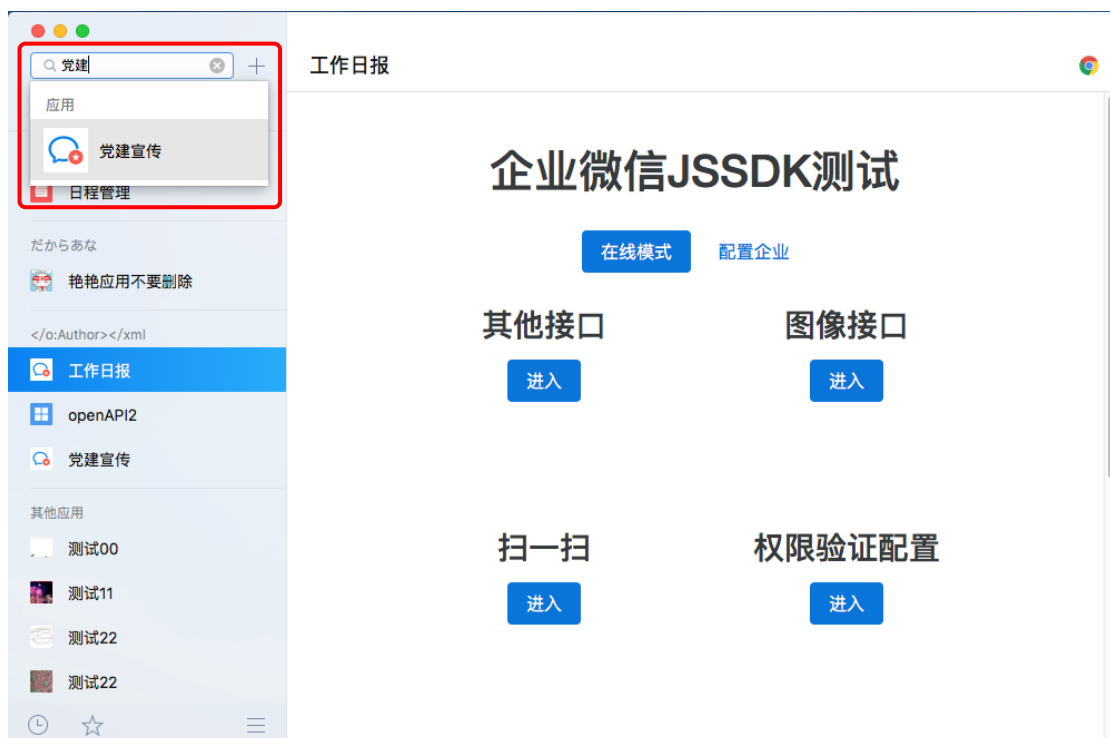 党建
应用
党建宣传
日程管理
だからあな
艳艳应用不要删除
</o:Author></xml
工作日报
openAPI2
党建宣传
其他应用
测试00
测试11
测试22
测试22
工作日报
企业微信JSSDK测试
在线模式 配置企业
其他接口 图像接口
进入 进入
扫一扫 权限验证配置
进入 进入